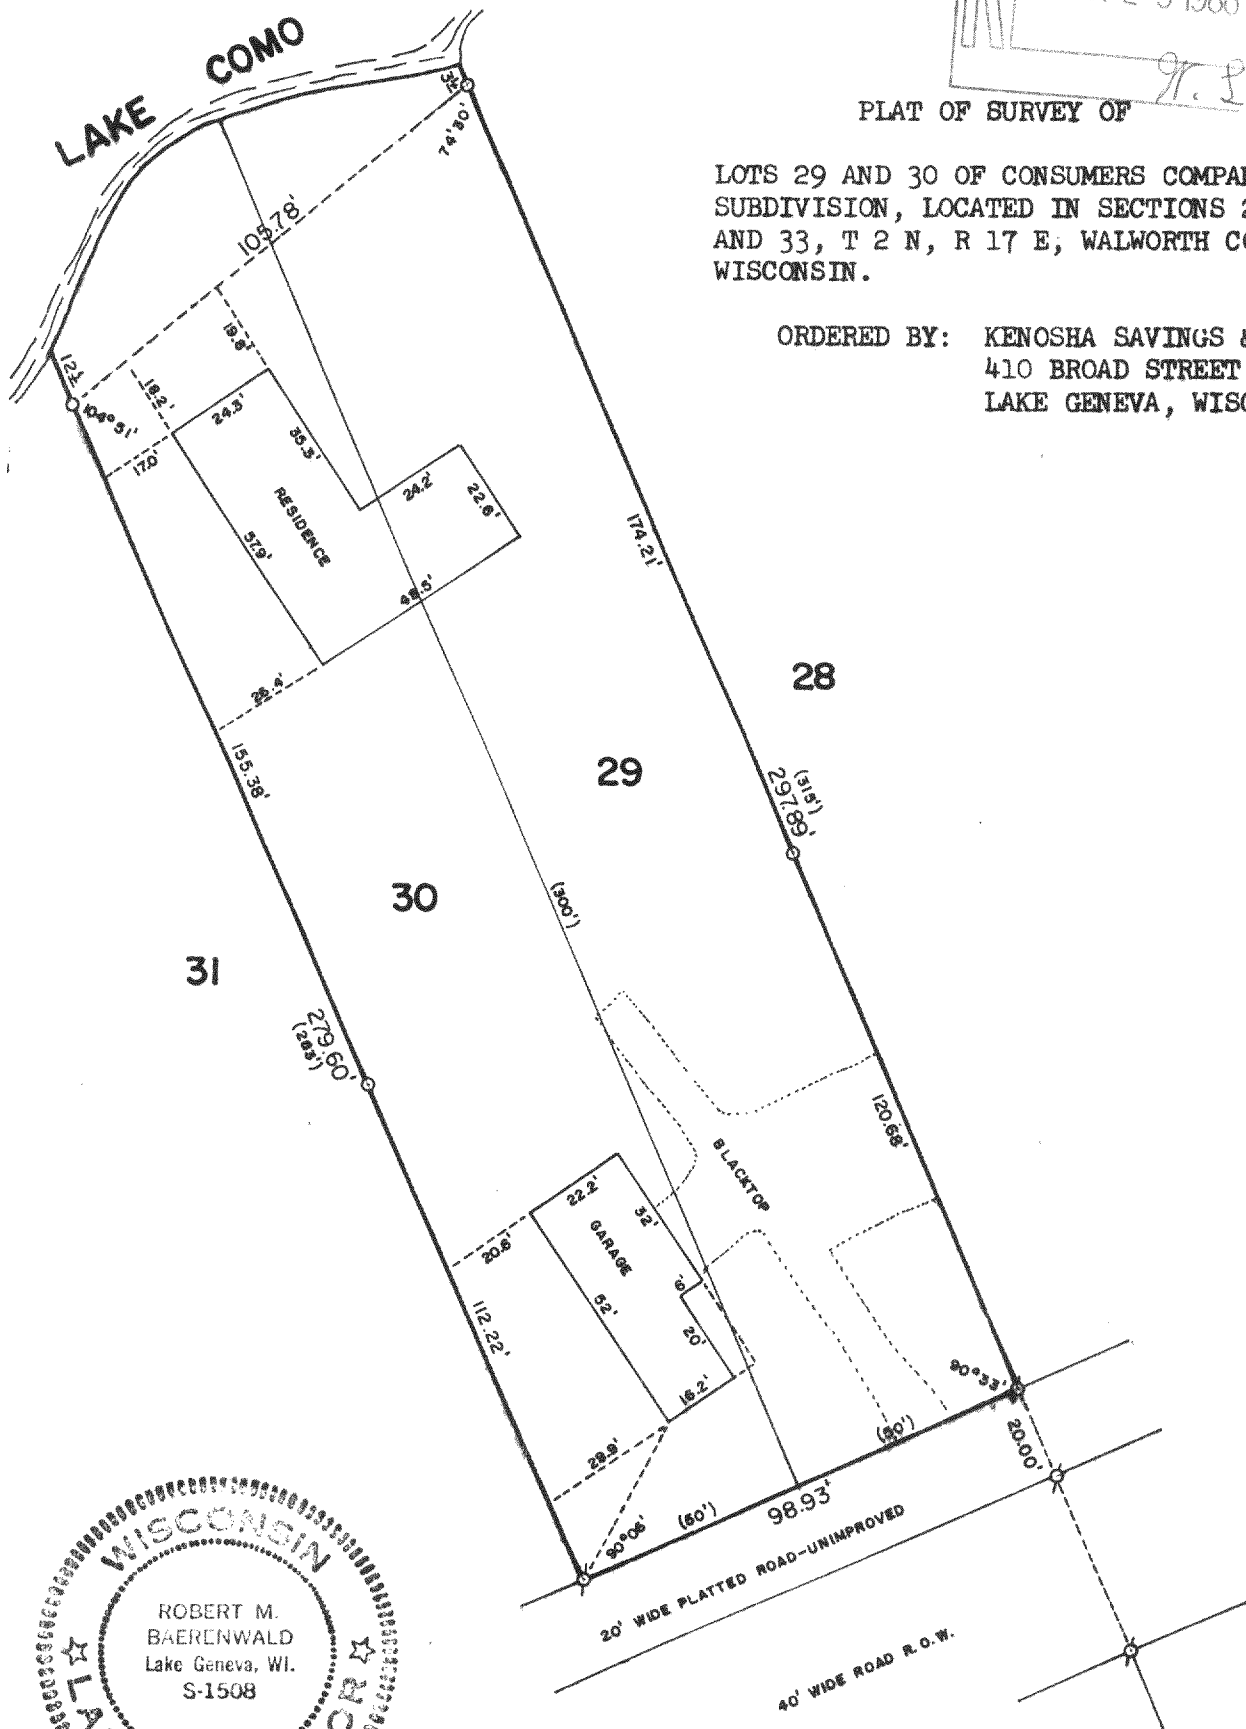 LAKE COMO
PLAT OF SURVEY OF
LOTS 29 AND 30 OF CONSUMERS
SUBDIVISION, LOCATED IN SECTIONS
AND 33, T 2 N, R 17 E, WALWORTH
WISCONSIN.
ORDERED BY: KENOSHA SAVINGS &
410 BROAD STREET
LAKE GENEVA,
3'±
74°30'
105.78'
12'±
104°51'
19.8'
18.2'
24.3'
17.0'
35.3'
RESIDENCE
24.2'
22.6'
57.9'
48.5'
174.21'
26.4'
155.38'
28
29
(315')
297.89'
30
(300')
31
279.60'
(283')
120.68'
BLACKTOP
22.2'
32'
GARAGE
20.6'
6'
52'
20'
112.22'
16.2'
90°33'
29.9'
(50')
20.00'
98.93'
(50')
90°06'
20' WIDE PLATTED ROAD-UNIMPROVED
40' WIDE ROAD R.O.W.
WISCONSIN
ROBERT M.
BAERENWALD
Lake Geneva, WI.
S-1508